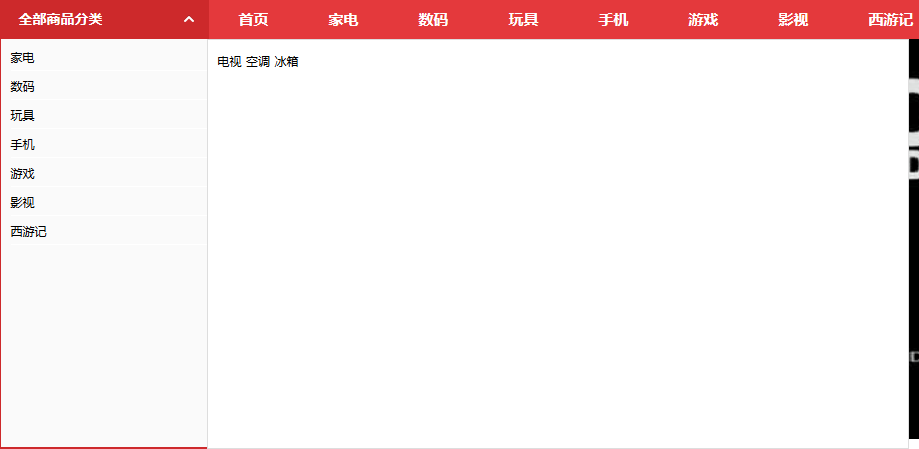 全部商品分类 首页 家电 数码 玩具 手机 游戏 影视 西游记
家电
数码
玩具
手机
游戏
影视
西游记
电视 空调 冰箱